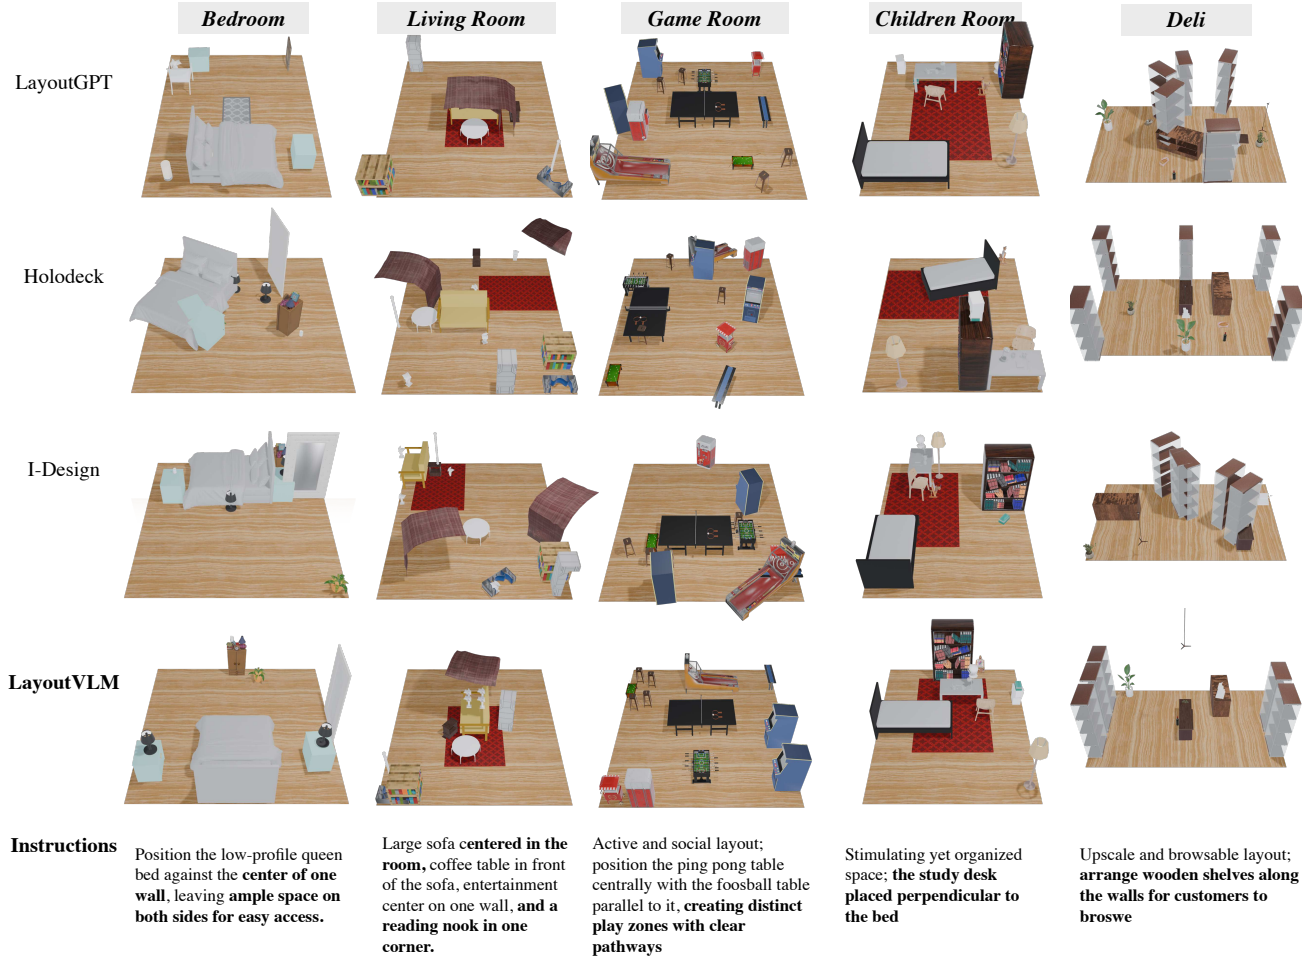 Bedroom
Living Room
Game Room
Children Room
Deli
LayoutGPT
Holodeck
I-Design
LayoutVLM
Instructions
Position the low-profile queen
bed against the center of one
wall, leaving ample space on
both sides for easy access.
Large sofa centered in the
room, coffee table in front
of the sofa, entertainment
center on one wall, and a
reading nook in one
corner.
Active and social layout;
position the ping pong table
centrally with the foosball table
parallel to it, creating distinct
play zones with clear
pathways
Stimulating yet organized
space; the study desk
placed perpendicular to
the bed
Upscale and browsable layout;
arrange wooden shelves along
the walls for customers to
broswe